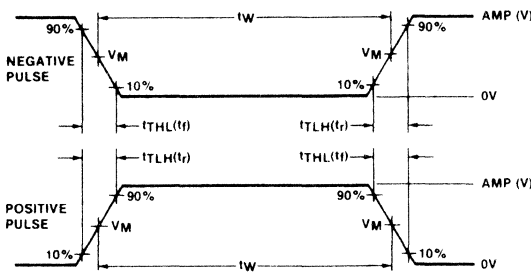 tW
90% 90% AMP (V)
NEGATIVE
PULSE
VM VM
10% 10%
0V
tTHL(tf) tTLH(tr)
tTLH(tr) tTHL(tf)
AMP (V)
90% 90%
POSITIVE
PULSE
VM VM
10% 10%
tW 0V